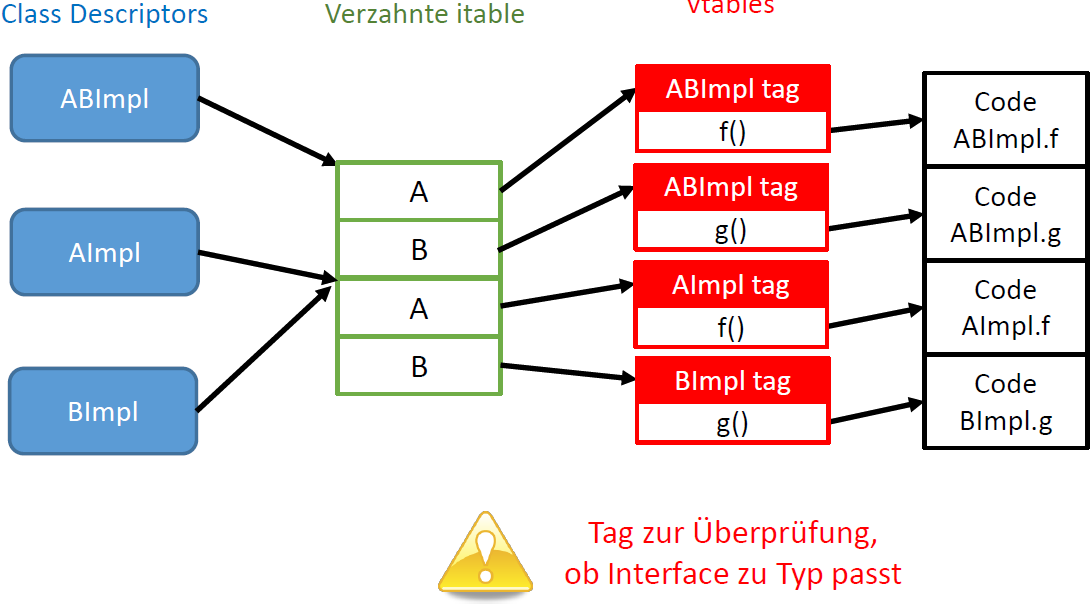 Class Descriptors
Verzahnte itable
vtables
ABImpl
AImpl
BImpl
A
B
A
B
ABImpl tag
f()
ABImpl tag
g()
AImpl tag
f()
BImpl tag
g()
Code
ABImpl.f
Code
ABImpl.g
Code
AImpl.f
Code
BImpl.g
Tag zur Überprüfung,
ob Interface zu Typ passt